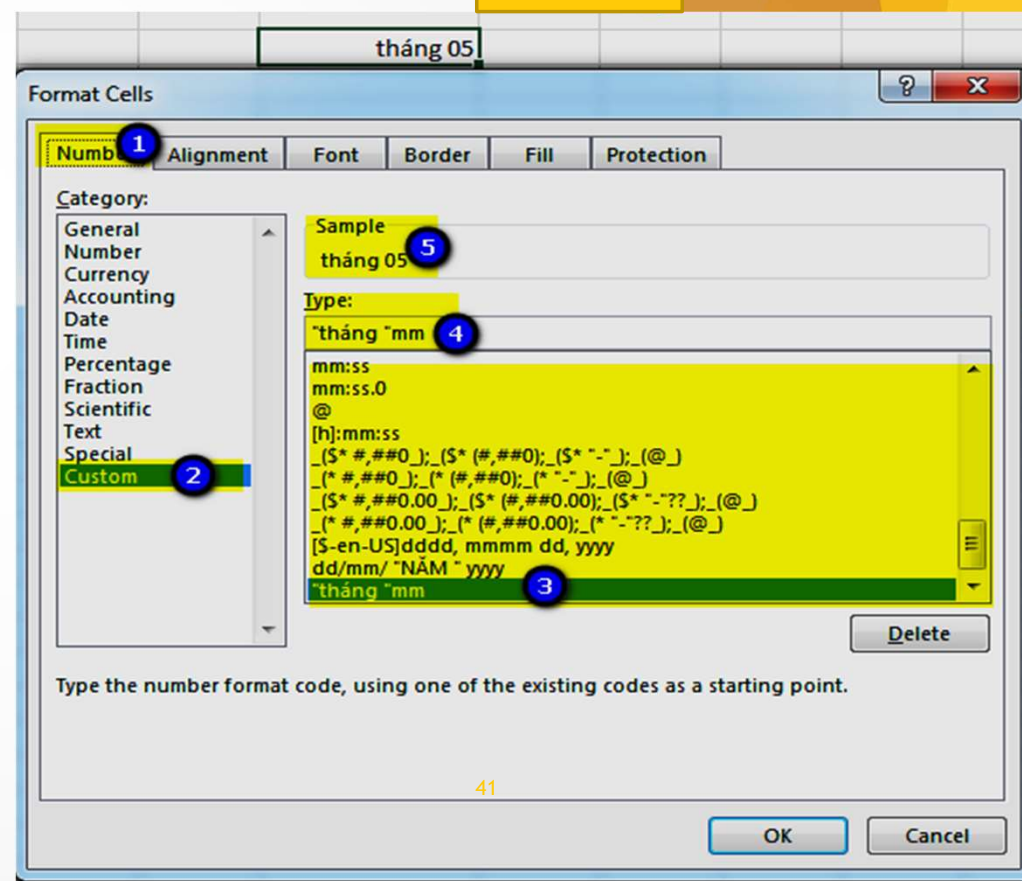 tháng 05
Format Cells
Number 1 Alignment Font Border Fill Protection
Category:
General
Number
Currency
Accounting
Date
Time
Percentage
Fraction
Scientific
Text
Special
Custom 2
Sample
tháng 05 5
Type:
"tháng "mm 4
mm:ss
mm:ss.0
@
[h]:mm:ss
_($* #,##0_);_($* (#,##0);_($* "-"_);_(@_)
_(* #,##0_);_(* (#,##0);_(* "-"_);_(@_)
_($* #,##0.00_);_($* (#,##0.00);_($* "-"??_);_(@_)
_(* #,##0.00_);_(* (#,##0.00);_(* "-"??_);_(@_)
[$-en-US]dddd, mmmm dd, yyyy
dd/mm/ "NĂM " yyyy
"tháng "mm 3
Delete
Type the number format code, using one of the existing codes as a starting point.
41
OK Cancel